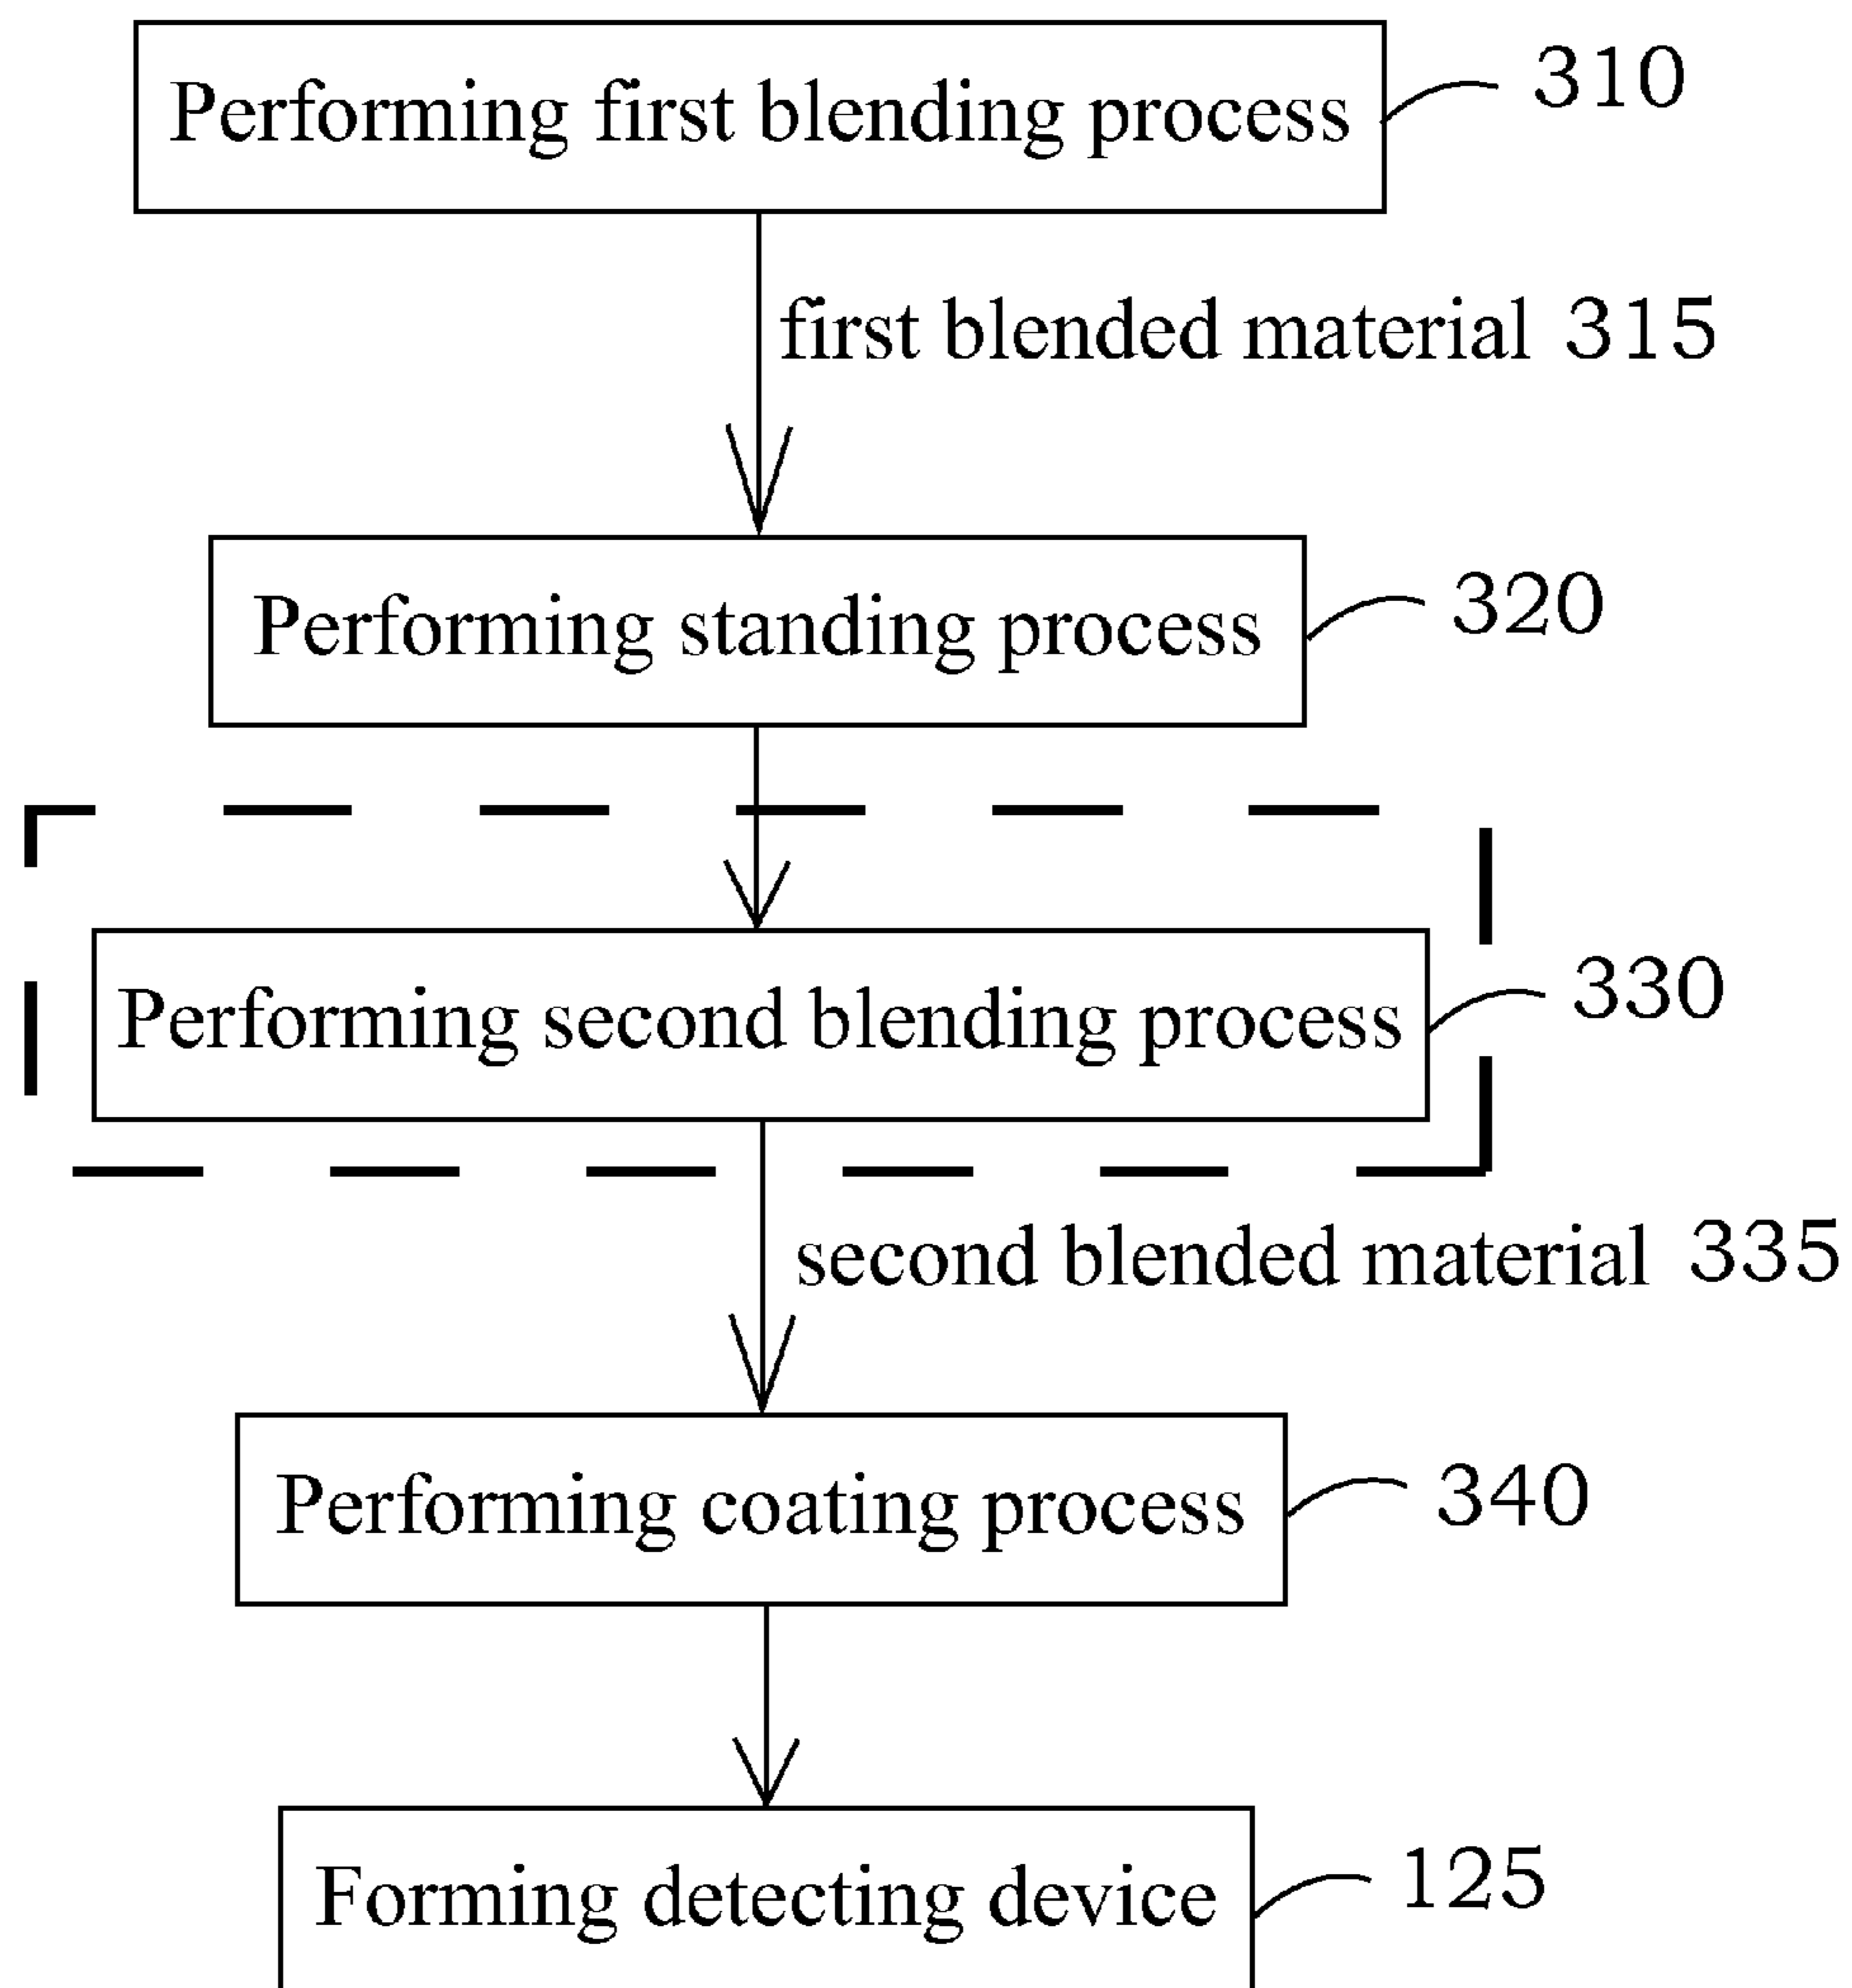 Performing first blending process 310
first blended material 315
Performing standing process 320
Performing second blending process 330
second blended material 335
Performing coating process 340
Forming detecting device 125